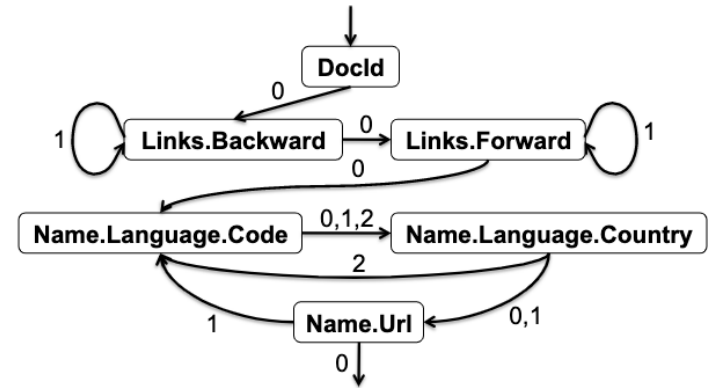 DocId
0
1 Links.Backward 0 Links.Forward 1
0
Name.Language.Code 0,1,2 Name.Language.Country
2
1 Name.Url 0,1
0